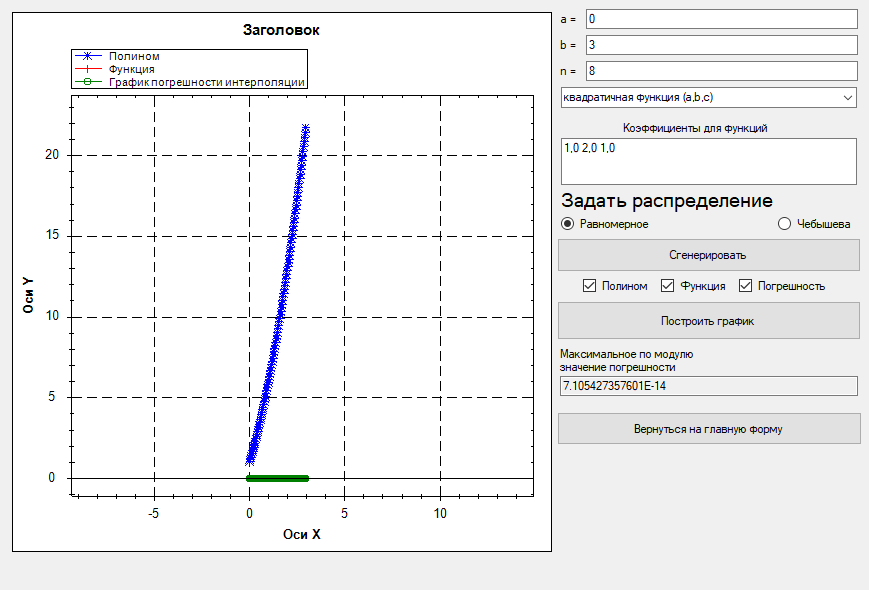 Заголовок
Полином
Функция
График погрешности интерполяции
20
15
10
5
0
-5
0
5
10
Оси Y
Оси X
a =
0
b =
3
n =
8
квадратичная функция (a,b,c)
Коэффициенты для функций
1,0 2,0 1,0
Задать распределение
Равномерное
Чебышева
Сгенерировать
Полином
Функция
Погрешность
Построить график
Максимальное по модулю
значение погрешности
7.105427357601E-14
Вернуться на главную форму